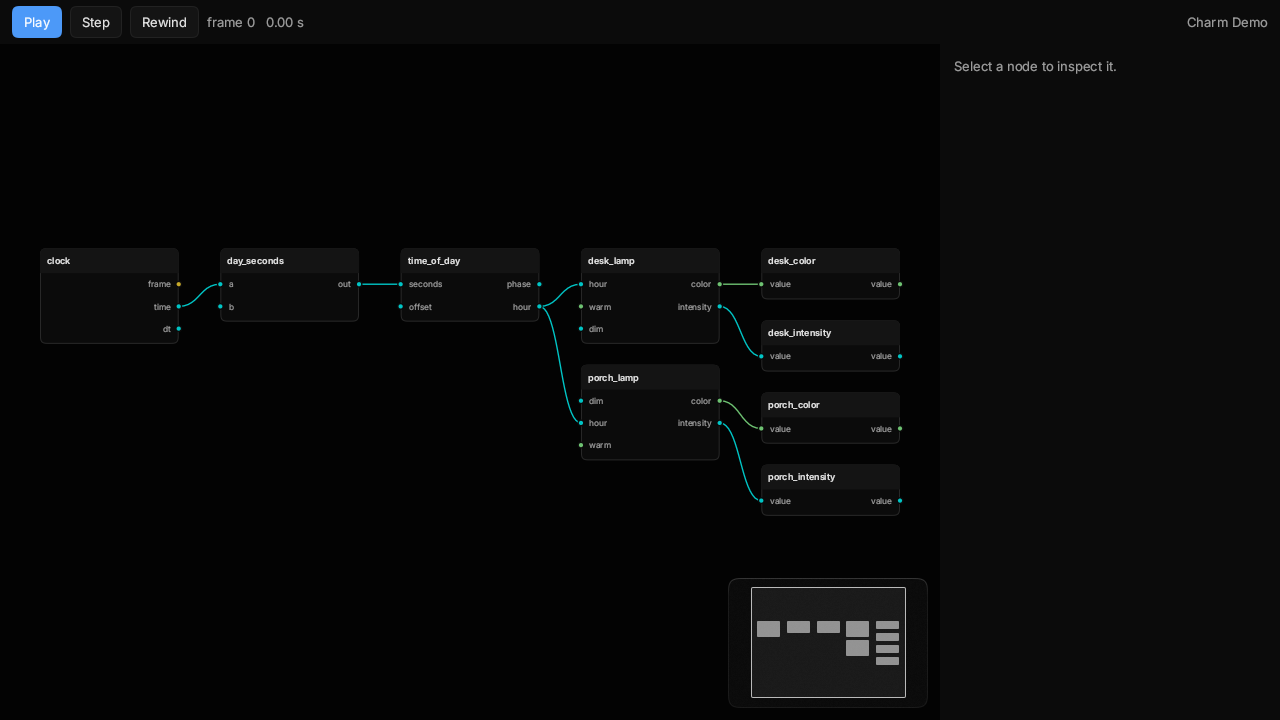 Play
Step
Rewind
frame 0 0.00 s
Charm Demo
Select a node to inspect it.
clock
frame
time
dt
day_seconds
a
out
b
time_of_day
seconds
phase
offset
hour
desk_lamp
hour
color
warm
intensity
dim
desk_color
value
value
desk_intensity
value
value
porch_lamp
dim
color
hour
intensity
warm
porch_color
value
value
porch_intensity
value
value